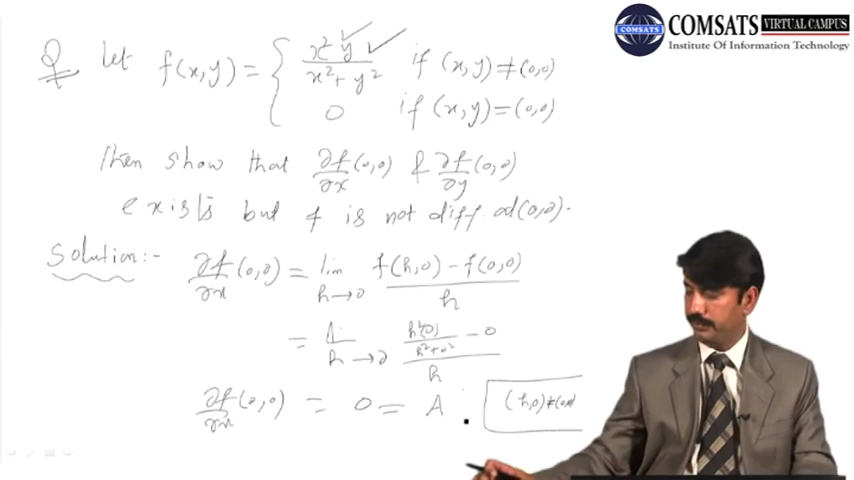 COMSATS VIRTUAL CAMPUS
Institute Of Information Technology
Q Let f(x,y) = { x² y / x² + y² if (x,y) ≠ (0,0)
0 if (x,y) = (0,0)
then show that ∂f/∂x (0,0) & ∂f/∂y (0,0)
exists but f is not diff. at (0,0).
Solution:- ∂f/∂x (0,0) = lim h→0 f(h,0) - f(0,0) / h
= lim h→0 h²(0) / h² + 0² - 0 / h
∂f/∂x (0,0) = 0 = A . (h,0) ≠ (0,0)